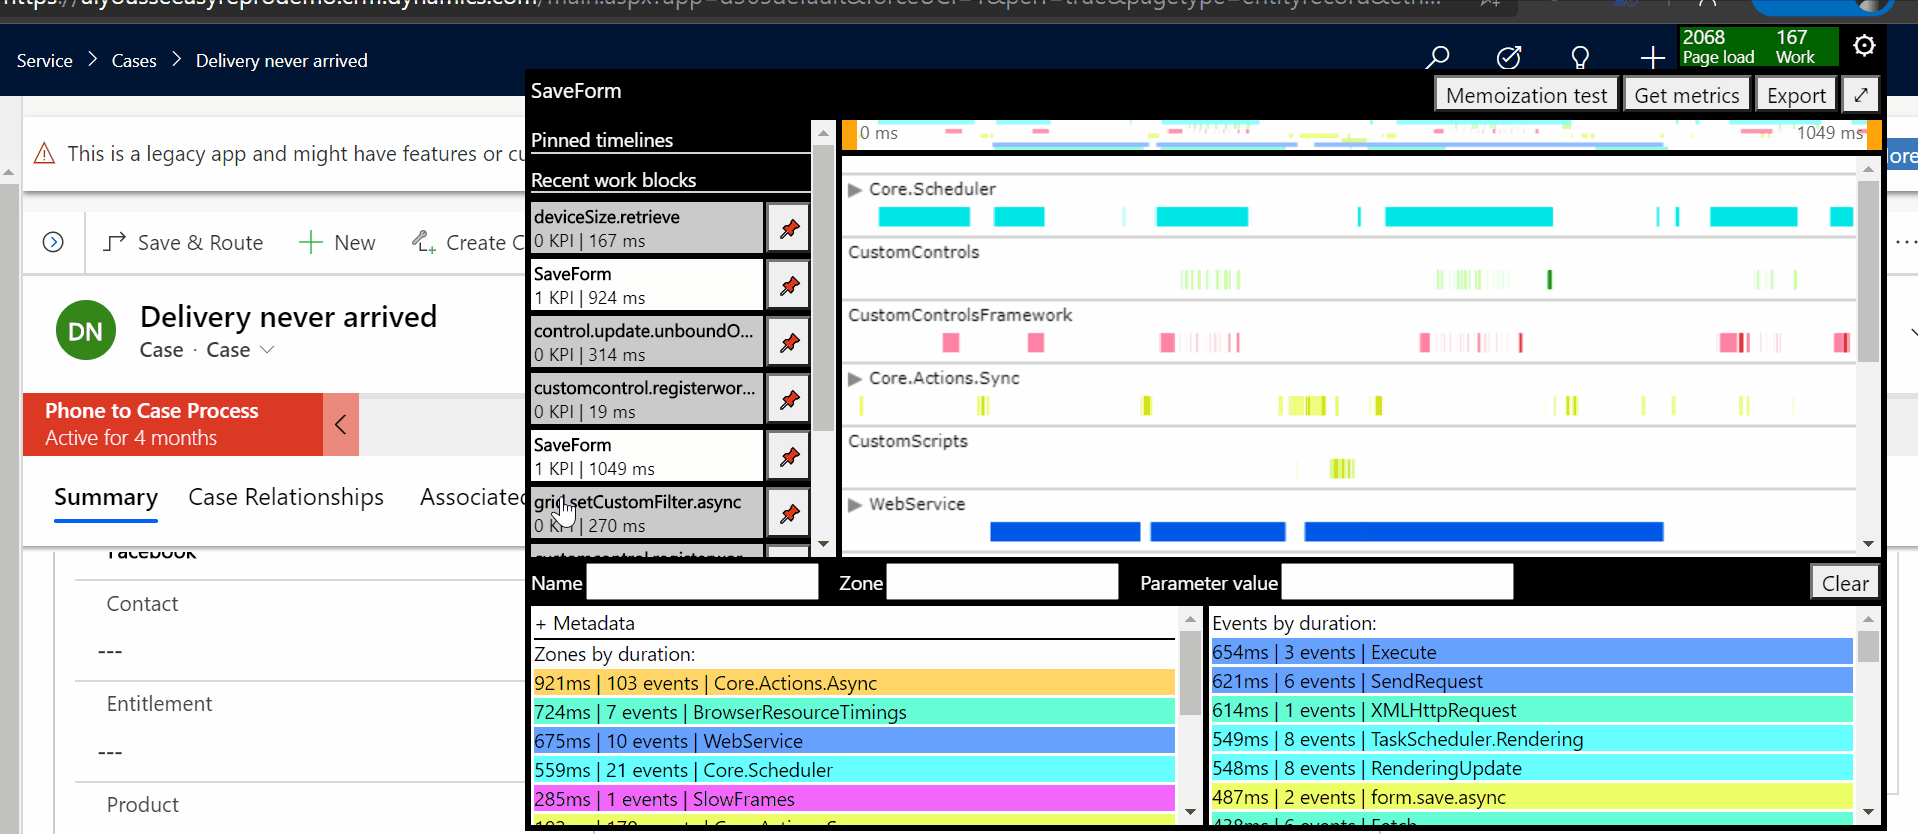 Service > Cases > Delivery never arrived
2068 167
Page load Work
SaveForm
Memoization test Get metrics Export
This is a legacy app and might have features or cu
ore
Pinned timelines
Recent work blocks
deviceSize.retrieve
0 KPI | 167 ms
SaveForm
1 KPI | 924 ms
control.update.unboundO...
0 KPI | 314 ms
customcontrol.registerwor...
0 KPI | 19 ms
SaveForm
1 KPI | 1049 ms
grid.setCustomFilter.async
0 KPI | 270 ms
0 ms 1049 ms
Core.Scheduler
CustomControls
CustomControlsFramework
Core.Actions.Sync
CustomScripts
WebService
Save & Route New Create C
DN
Delivery never arrived
Case · Case
Phone to Case Process
Active for 4 months
Summary Case Relationships Associated
Facebook
Contact
---
Entitlement
---
Product
Name Zone Parameter value Clear
+ Metadata
Zones by duration:
921ms | 103 events | Core.Actions.Async
724ms | 7 events | BrowserResourceTimings
675ms | 10 events | WebService
559ms | 21 events | Core.Scheduler
285ms | 1 events | SlowFrames
Events by duration:
654ms | 3 events | Execute
621ms | 6 events | SendRequest
614ms | 1 events | XMLHttpRequest
549ms | 8 events | TaskScheduler.Rendering
548ms | 8 events | RenderingUpdate
487ms | 2 events | form.save.async